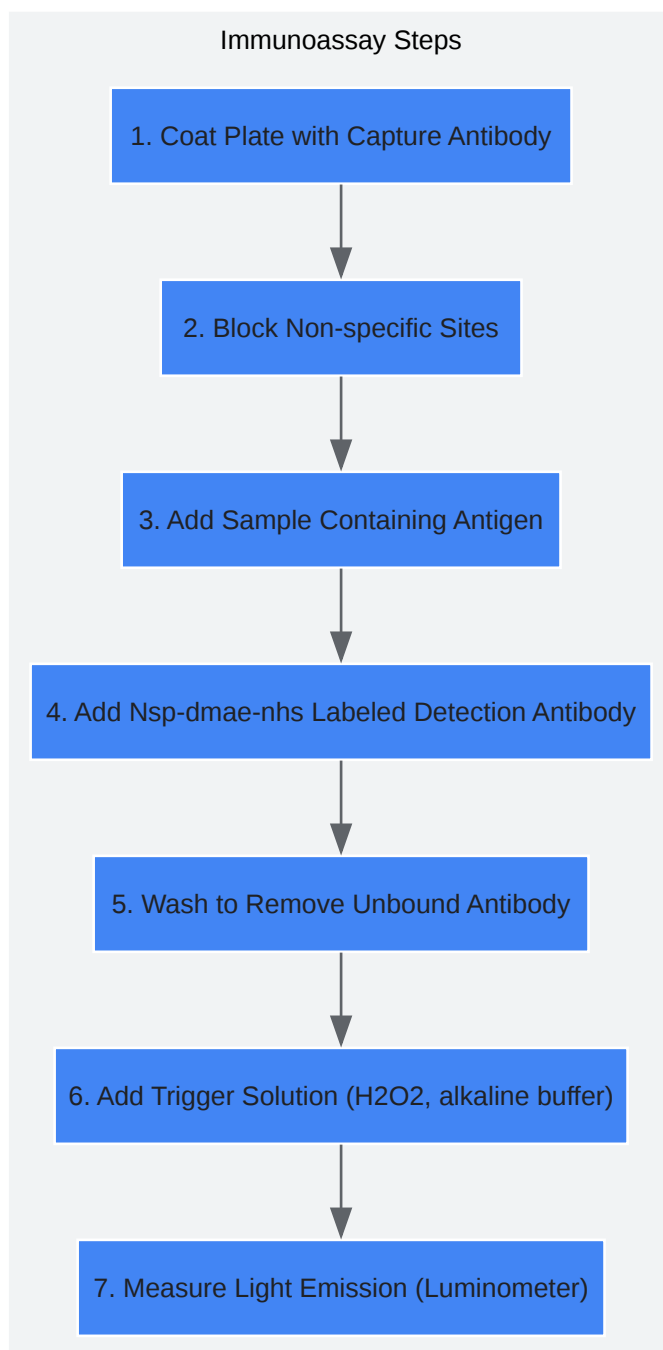 Immunoassay Steps
1. Coat Plate with Capture Antibody
2. Block Non-specific Sites
3. Add Sample Containing Antigen
4. Add Nsp-dmae-nhs Labeled Detection Antibody
5. Wash to Remove Unbound Antibody
6. Add Trigger Solution (H2O2, alkaline buffer)
7. Measure Light Emission (Luminometer)